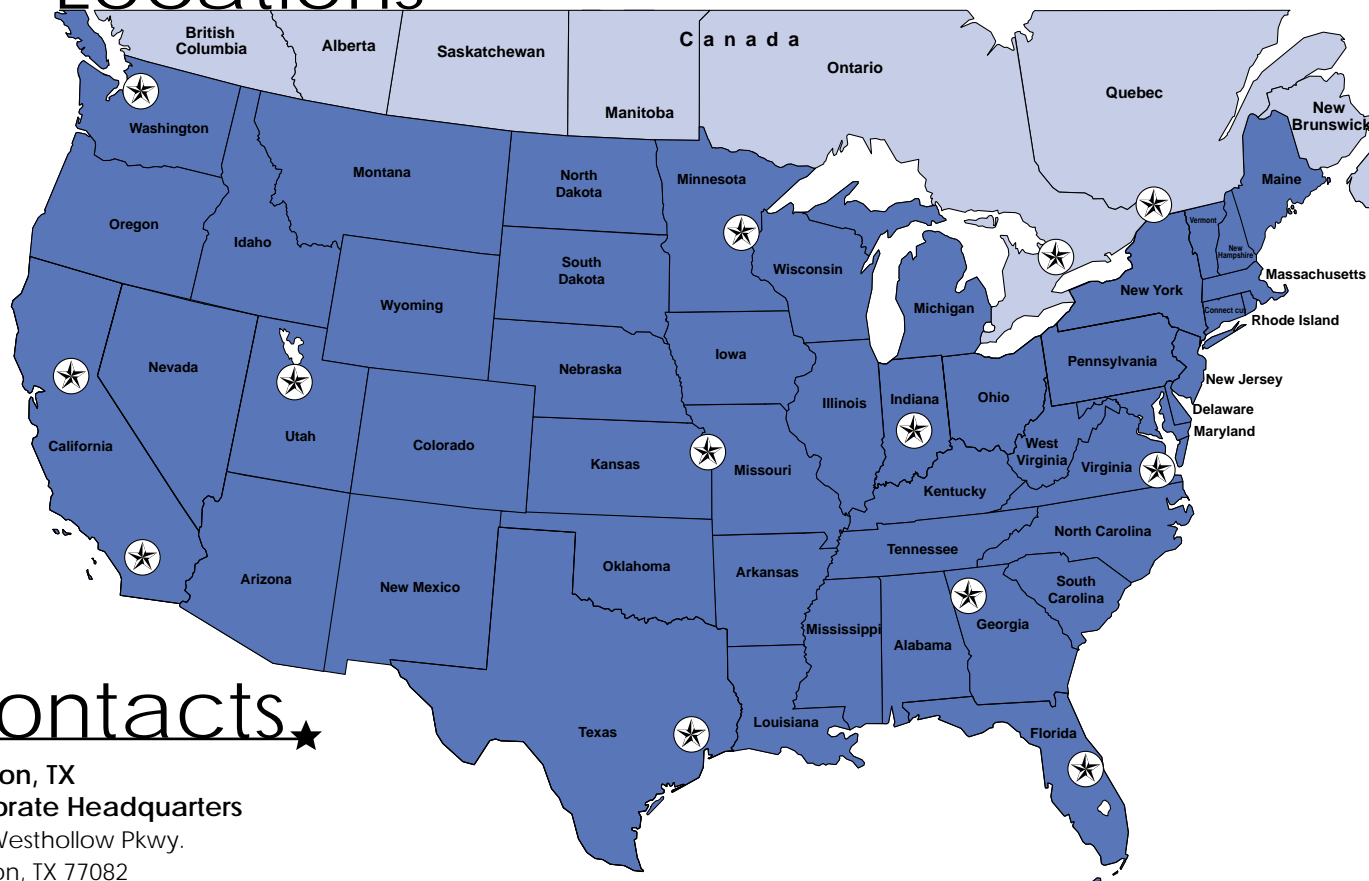 Locations
British
Columbia
Alberta
Saskatchewan
Manitoba
Canada
Ontario
Quebec
New
Brunswick
Washington
Montana
North
Dakota
Minnesota
Maine
Oregon
Idaho
South
Dakota
Wisconsin
Vermont
New
Hampshire
Massachusetts
Wyoming
Michigan
New York
Connect cut
Rhode Island
Nevada
Nebraska
Iowa
Illinois
Indiana
Ohio
Pennsylvania
New Jersey
Delaware
Maryland
California
Utah
Colorado
Kansas
Missouri
West
Virginia
Virginia
Kentucky
North Carolina
Tennessee
Arizona
New Mexico
Oklahoma
Arkansas
South
Carolina
Mississippi
Alabama
Georgia
Texas
Louisiana
Florida
ontacts
on, TX
orate Headquarters
Westhollow Pkwy.
on, TX 77082